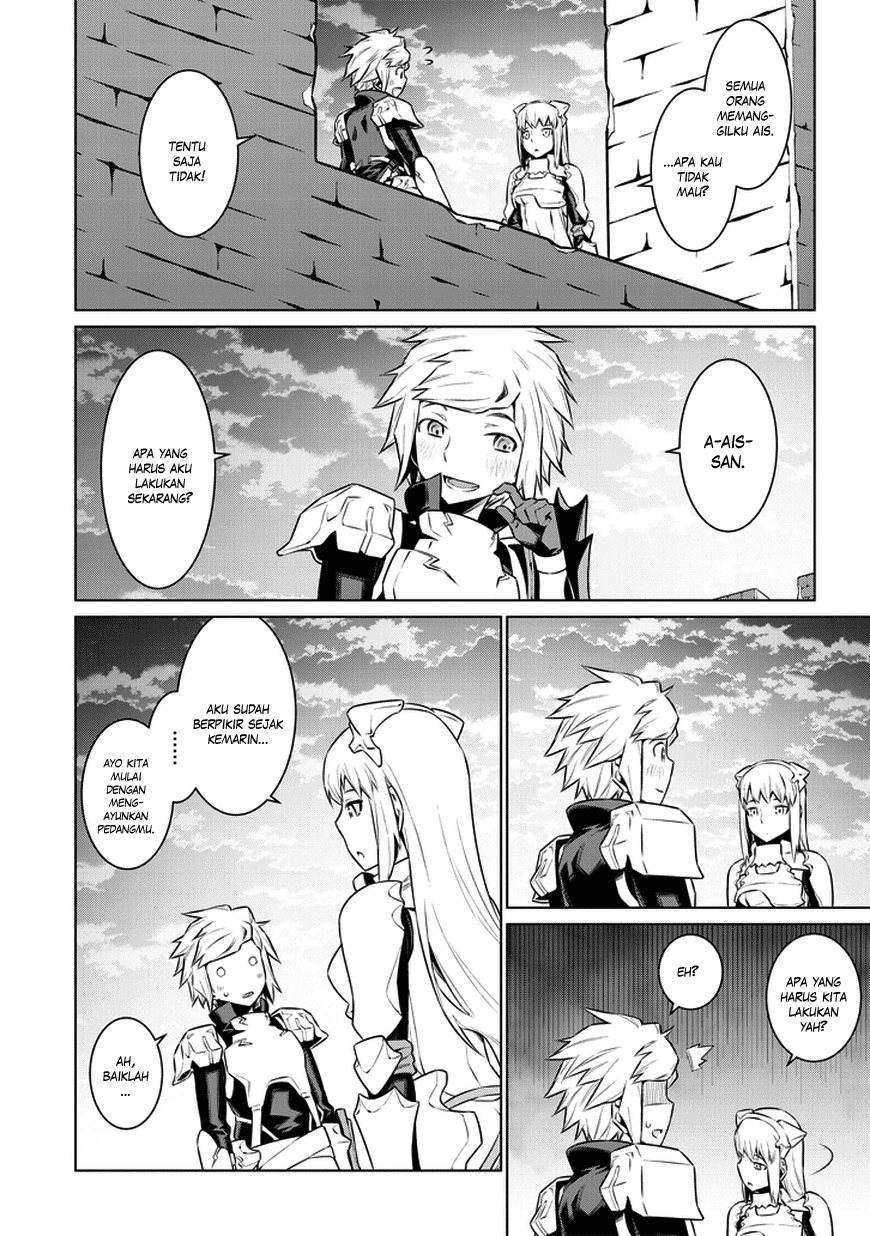 SEMUA
ORANG
MEMANG-
GILKU AIS.
...APA KAU
TIDAK
MAU?
TENTU
SAJA
TIDAK!
A-AIS-
SAN.
APA YANG
HARUS AKU
LAKUKAN
SEKARANG?
APA YANG
HARUS KITA
LAKUKAN
YAH?
EH?
AKU SUDAH
BERPIKIR SEJAK
KEMARIN...
......
AYO KITA
MULAI
DENGAN
MENG-
AYUNKAN
PEDANGMU.
AH,
BAIKLAH
...